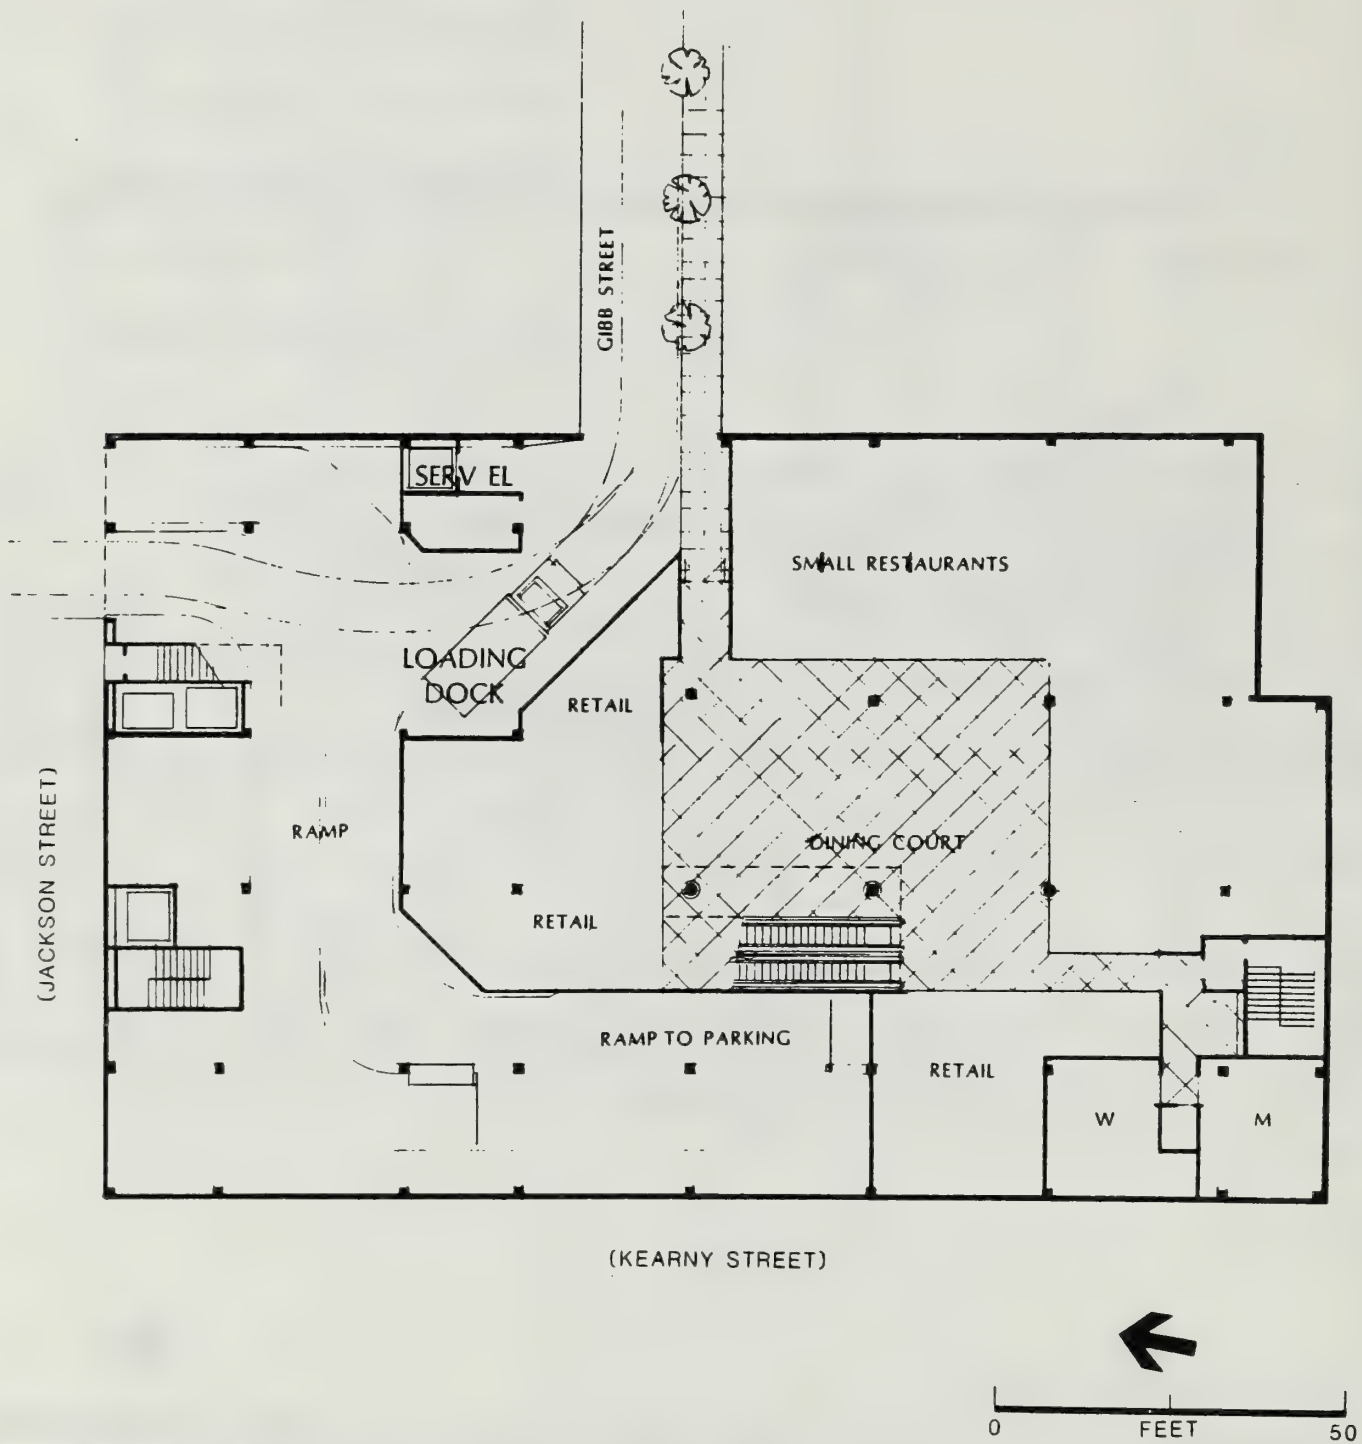 GIBB STREET
SERV EL
SMALL RESTAURANTS
LOADING
DOCK
RETAIL
(JACKSON STREET)
RAMP
DINING COURT
RETAIL
RAMP TO PARKING
RETAIL
W
M
(KEARNY STREET)
0 FEET 50